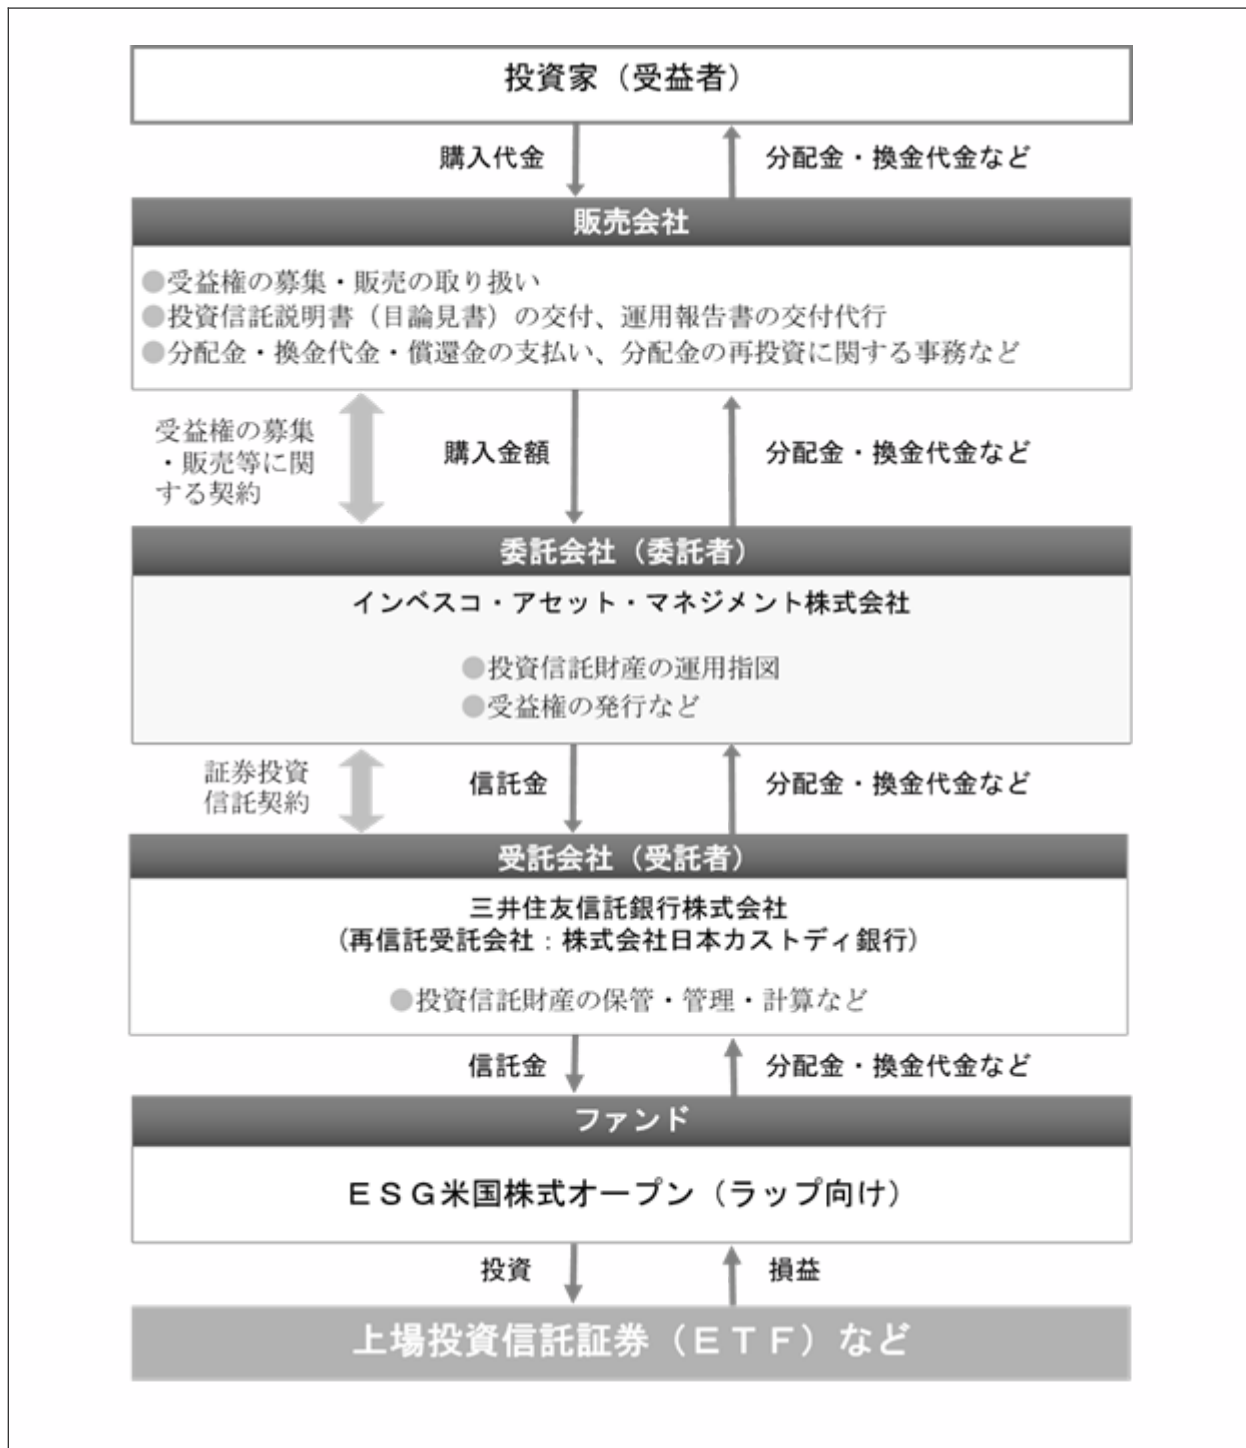 投資家（受益者）
購入代金
分配金・換金代金など
販売会社
●受益権の募集・販売の取り扱い
●投資信託説明書（目論見書）の交付、運用報告書の交付代行
●分配金・換金代金・償還金の支払い、分配金の再投資に関する事務など
受益権の募集
・販売等に関
する契約
購入金額
分配金・換金代金など
委託会社（委託者）
インベスコ・アセット・マネジメント株式会社
●投資信託財産の運用指図
●受益権の発行など
証券投資
信託契約
信託金
分配金・換金代金など
受託会社（受託者）
三井住友信託銀行株式会社
（再信託受託会社：株式会社日本カストディ銀行）
●投資信託財産の保管・管理・計算など
信託金
分配金・換金代金など
ファンド
ＥＳＧ米国株式オープン（ラップ向け）
投資
損益
上場投資信託証券（ＥＴＦ）など